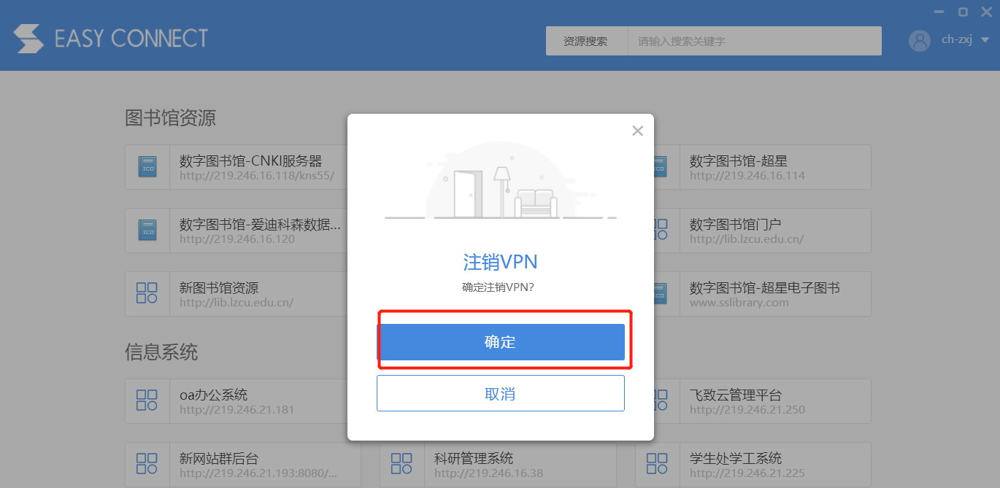 EASY CONNECT
资源搜索
请输入搜索关键字
ch-zxj
图书馆资源
数字图书馆-CNKI服务器
http://219.246.16.118/kns55/
ICO
数字图书馆-超星
http://219.246.16.114
ICO
数字图书馆-爱迪科森数据...
http://219.246.16.120
ICO
数字图书馆门户
http://lib.lzcu.edu.cn/
新图书馆资源
http://lib.lzcu.edu.cn/
数字图书馆-超星电子图书
www.sslibrary.com
ICO
注销VPN
确定注销VPN?
确定
取消
信息系统
oa办公系统
http://219.246.21.181
飞致云管理平台
http://219.246.21.250
新网站群后台
http://219.246.21.193:8080/...
科研管理系统
http://219.246.16.38
学生处学工系统
http://219.246.21.225